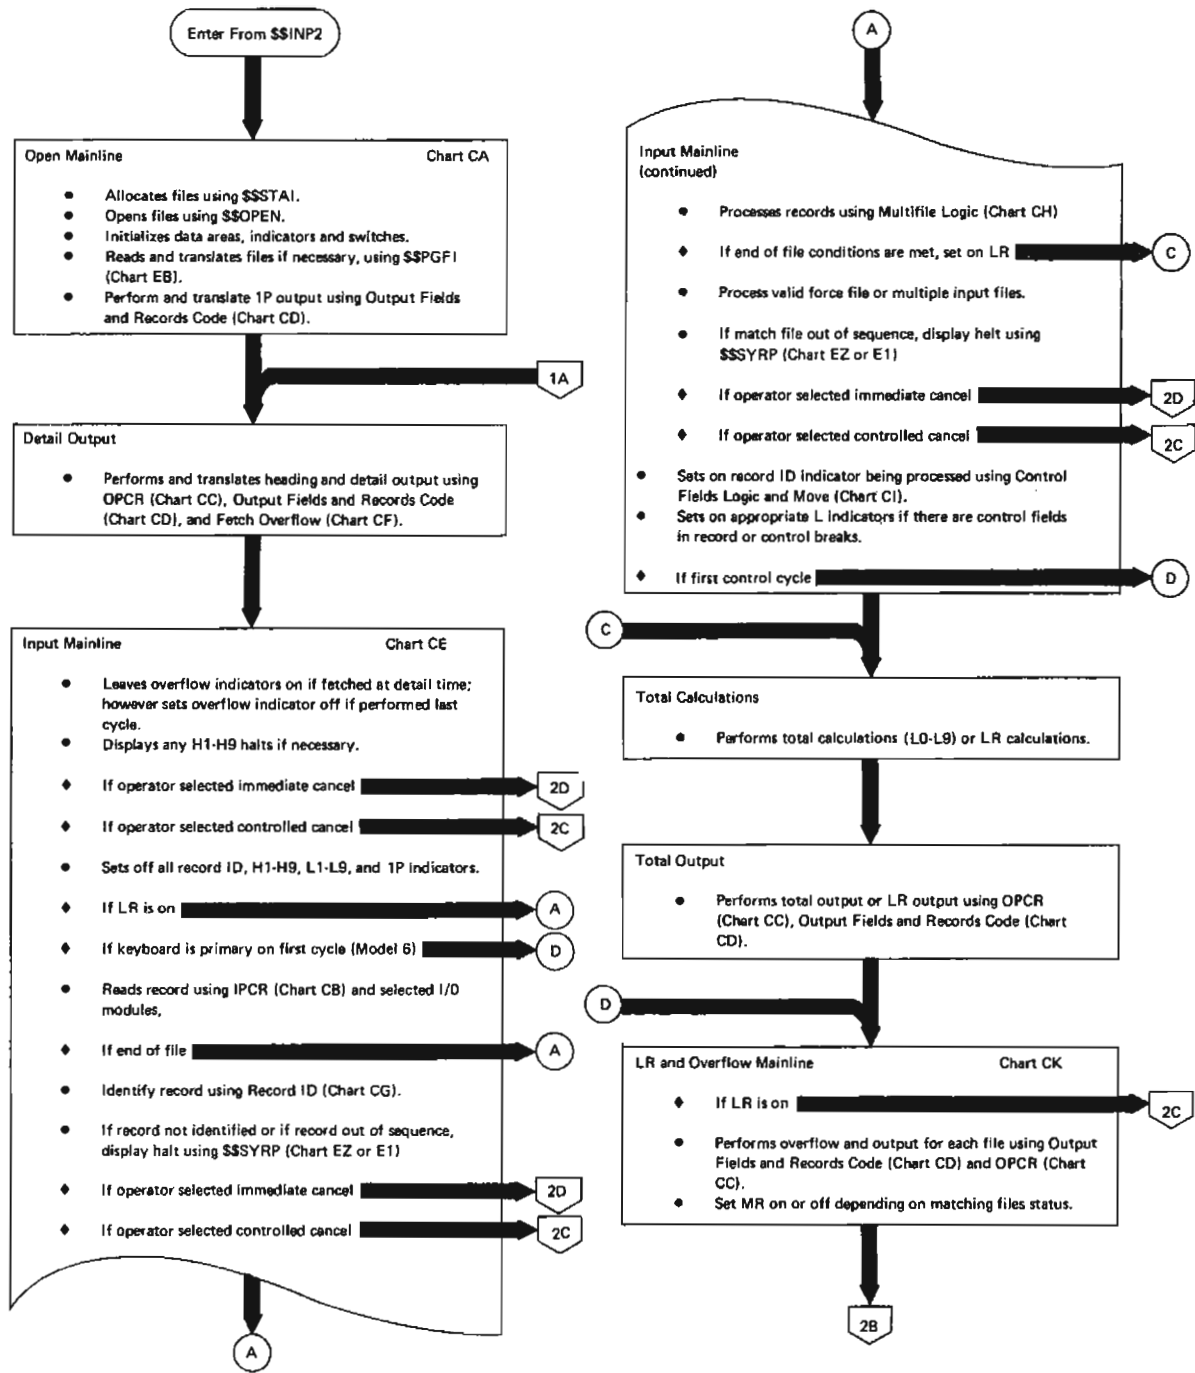 Enter From $$INP2
Open Mainline Chart CA
Allocates files using $$STAI.
Opens files using $$OPEN.
Initializes data areas, indicators and switches.
Reads and translates files if necessary, using $$PGFI
(Chart EB).
Perform and translate 1P output using Output Fields
and Records Code (Chart CD).
1A
Detail Output
Performs and translates heading and detail output using
OPCR (Chart CC), Output Fields and Records Code
(Chart CD), and Fetch Overflow (Chart CF).
Input Mainline Chart CE
Leaves overflow indicators on if fetched at detail time;
however sets overflow indicator off if performed last
cycle.
Displays any H1-H9 halts if necessary.
If operator selected immediate cancel
2D
If operator selected controlled cancel
2C
Sets off all record ID, H1-H9, L1-L9, and 1P indicators.
If LR is on
A
If keyboard is primary on first cycle (Model 6)
D
Reads record using IPCR (Chart CB) and selected I/O
modules,
If end of file
A
Identify record using Record ID (Chart CG).
If record not identified or if record out of sequence,
display halt using $$SYRP (Chart EZ or E1)
If operator selected immediate cancel
2D
If operator selected controlled cancel
2C
A
A
Input Mainline
(continued)
Processes records using Multifile Logic (Chart CH)
If end of file conditions are met, set on LR
C
Process valid force file or multiple input files.
If match file out of sequence, display helt using
$$SYRP (Chart EZ or E1)
If operator selected immediate cancel
2D
If operator selected controlled cancel
2C
Sets on record ID indicator being processed using Control
Fields Logic and Move (Chart CI).
Sets on appropriate L indicators if there are control fields
in record or control breaks.
If first control cycle
D
C
Total Calculations
Performs total calculations (L0-L9) or LR calculations.
Total Output
Performs total output or LR output using OPCR
(Chart CC), Output Fields and Records Code (Chart
CD).
D
LR and Overflow Mainline Chart CK
If LR is on
2C
Performs overflow and output for each file using Output
Fields and Records Code (Chart CD) and OPCR (Chart
CC).
Set MR on or off depending on matching files status.
2B